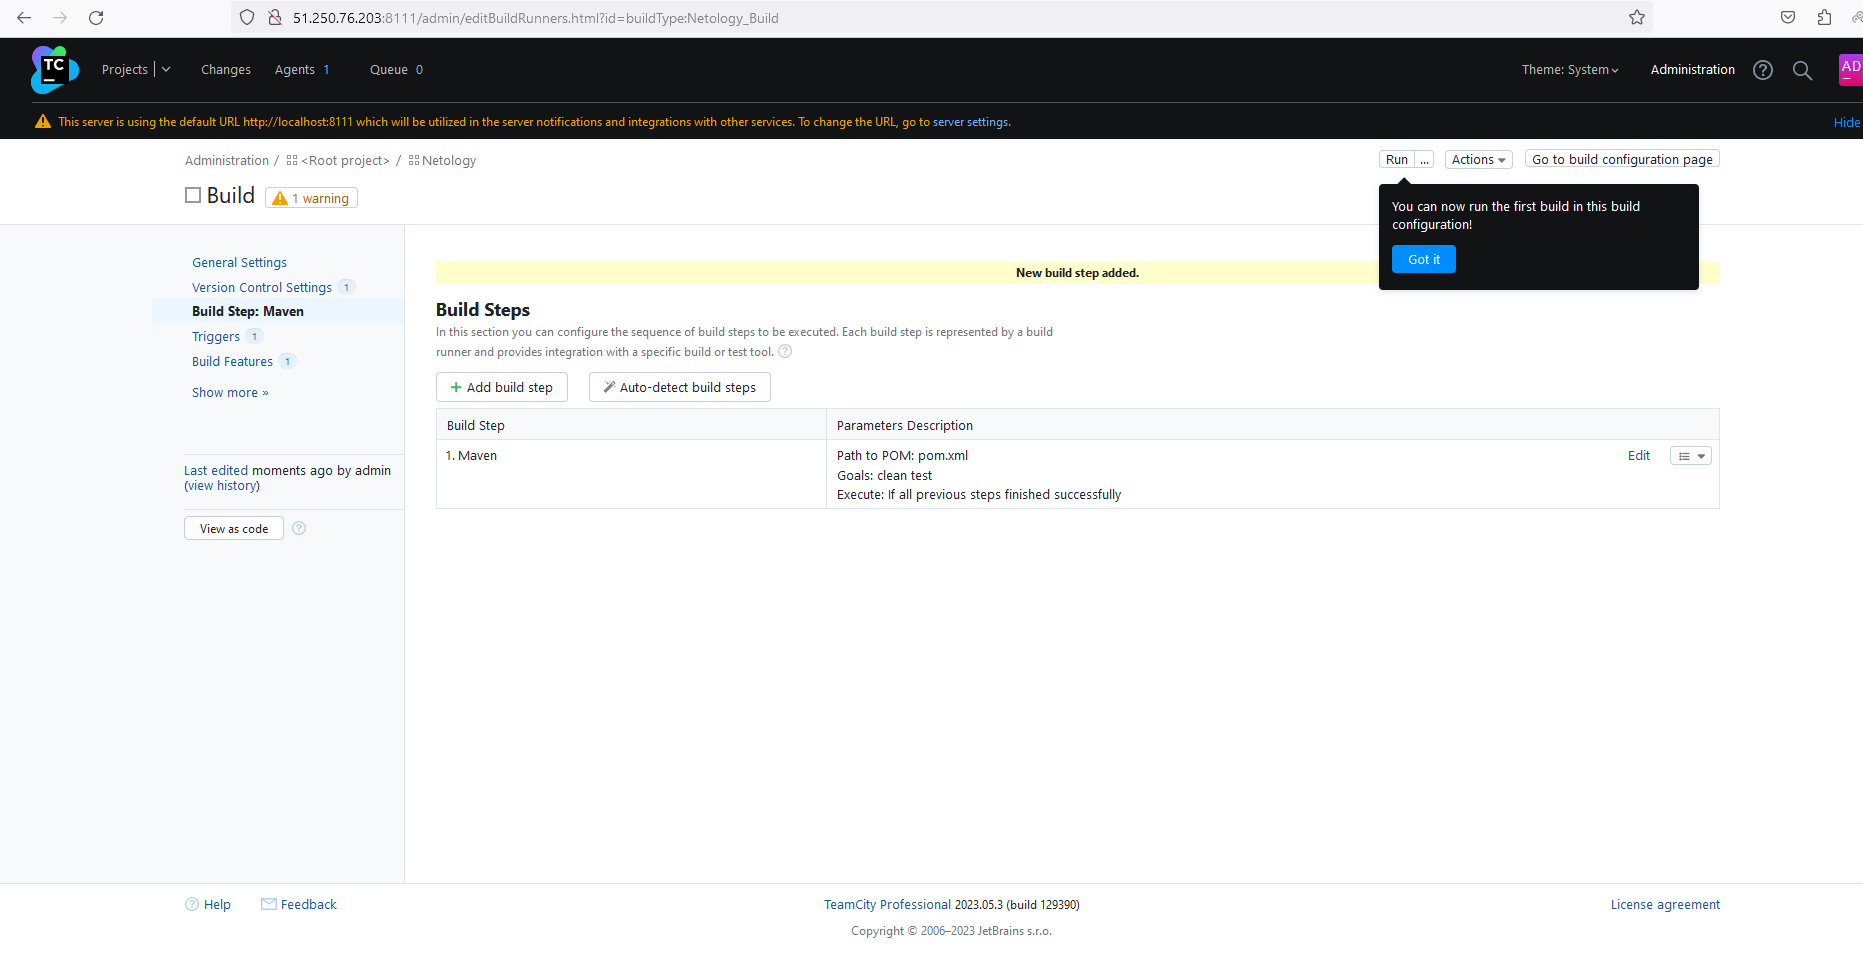 51.250.76.203:8111/admin/editBuildRunners.html?id=buildType:Netology_Build
TC
Projects
Changes
Agents 1
Queue 0
Theme: System
Administration
AD
This server is using the default URL http://localhost:8111 which will be utilized in the server notifications and integrations with other services. To change the URL, go to server settings.
Hide
Administration / <Root project> / Netology
Run ...
Actions
Go to build configuration page
Build
1 warning
You can now run the first build in this build
configuration!
Got it
General Settings
Version Control Settings 1
Build Step: Maven
Triggers 1
Build Features 1
Show more »
Last edited moments ago by admin
(view history)
View as code
New build step added.
Build Steps
In this section you can configure the sequence of build steps to be executed. Each build step is represented by a build
runner and provides integration with a specific build or test tool.
+ Add build step
Auto-detect build steps
Build Step
Parameters Description
1. Maven
Path to POM: pom.xml
Goals: clean test
Execute: If all previous steps finished successfully
Edit
Help
Feedback
TeamCity Professional 2023.05.3 (build 129390)
License agreement
Copyright © 2006–2023 JetBrains s.r.o.